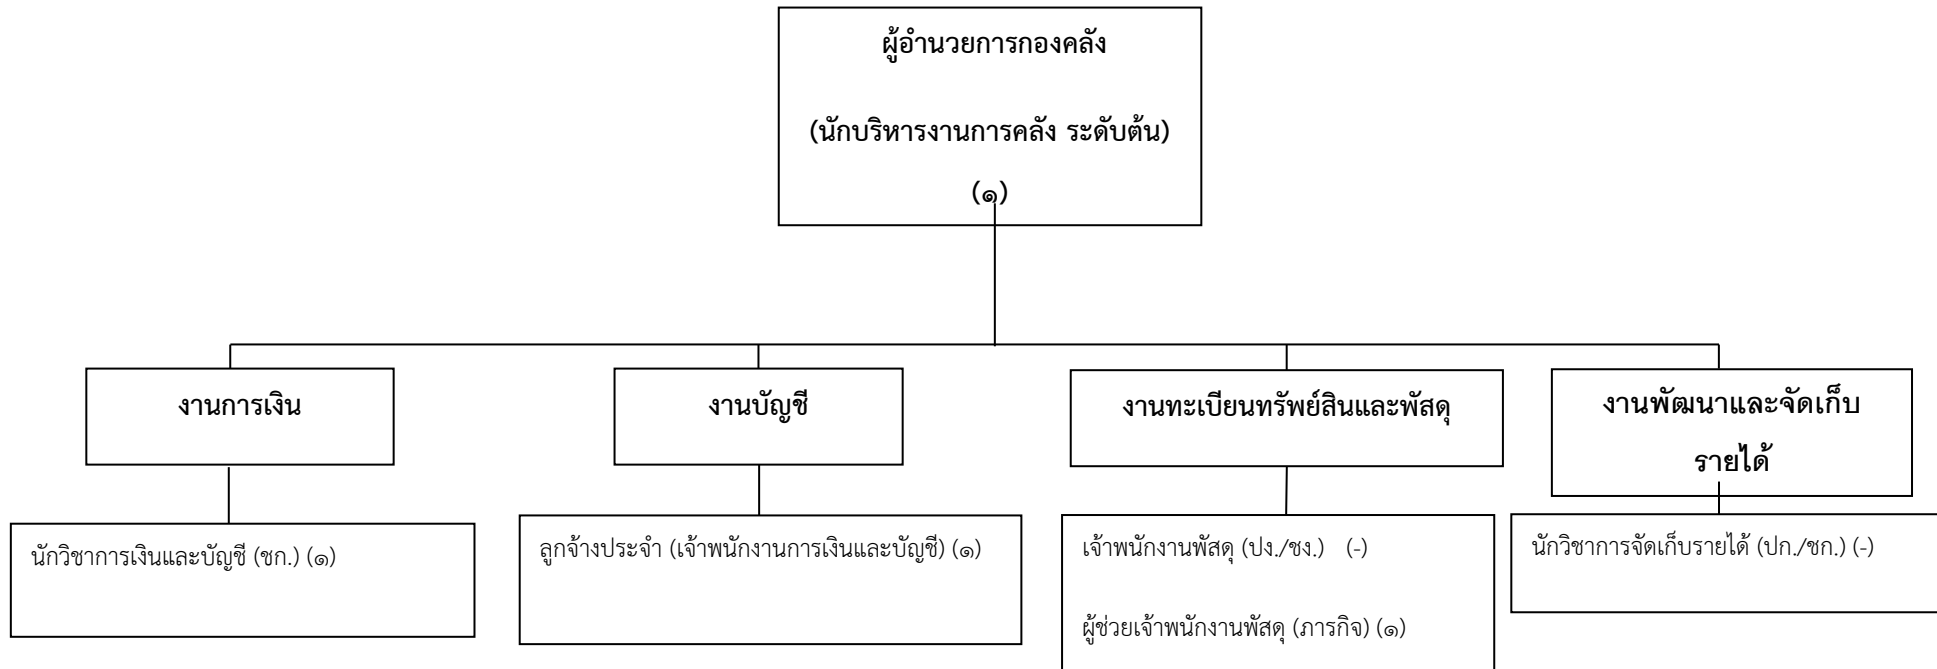 ผู้อำนวยการกองคลัง
(นักบริหารงานการคลัง ระดับต้น)
(๑)
งานการเงิน
งานบัญชี
งานทะเบียนทรัพย์สินและพัสดุ
งานพัฒนาและจัดเก็บ
รายได้
นักวิชาการเงินและบัญชี (ชก.) (๑)
ลูกจ้างประจำ (เจ้าพนักงานการเงินและบัญชี) (๑)
เจ้าพนักงานพัสดุ (ปง./ชง.) (-)
ผู้ช่วยเจ้าพนักงานพัสดุ (ภารกิจ) (๑)
นักวิชาการจัดเก็บรายได้ (ปก./ชก.) (-)